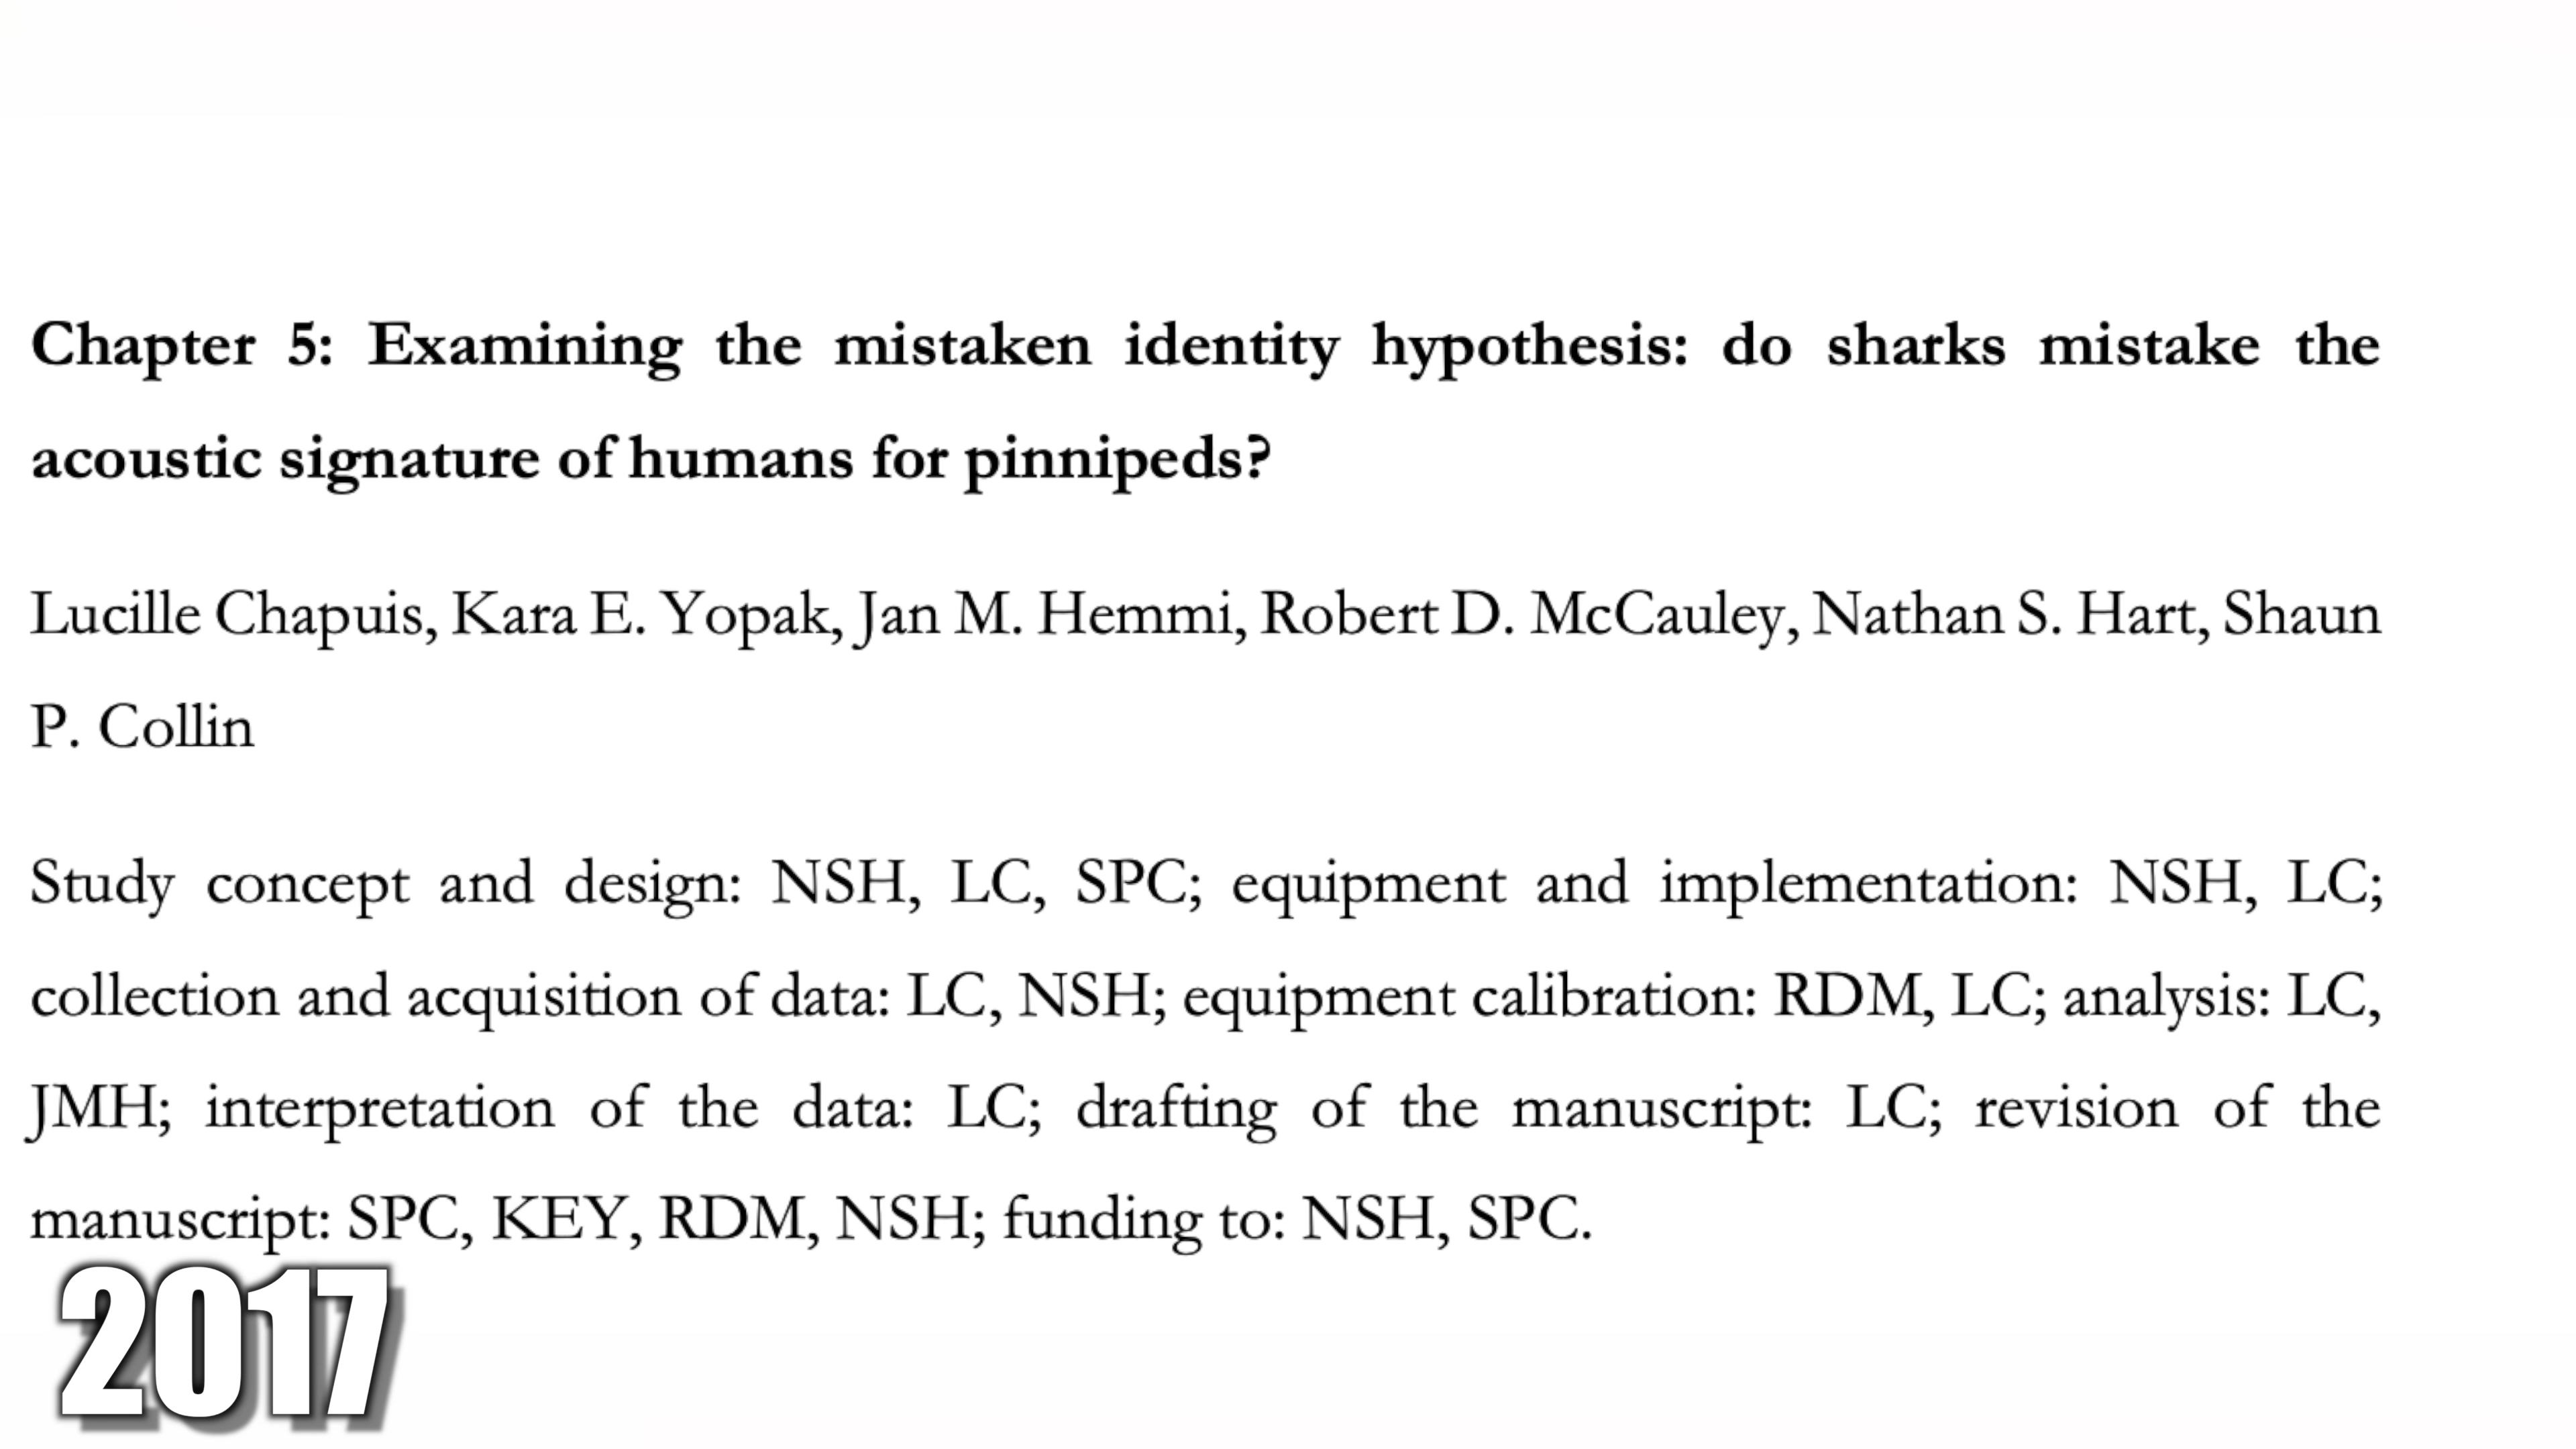 Chapter 5: Examining the mistaken identity hypothesis: do sharks mistake the
acoustic signature of humans for pinnipeds?
Lucille Chapuis, Kara E. Yopak, Jan M. Hemmi, Robert D. McCauley, Nathan S. Hart, Shaun
P. Collin
Study concept and design: NSH, LC, SPC; equipment and implementation: NSH, LC;
collection and acquisition of data: LC, NSH; equipment calibration: RDM, LC; analysis: LC,
JMH; interpretation of the data: LC; drafting of the manuscript: LC; revision of the
manuscript: SPC, KEY, RDM, NSH; funding to: NSH, SPC.
2017